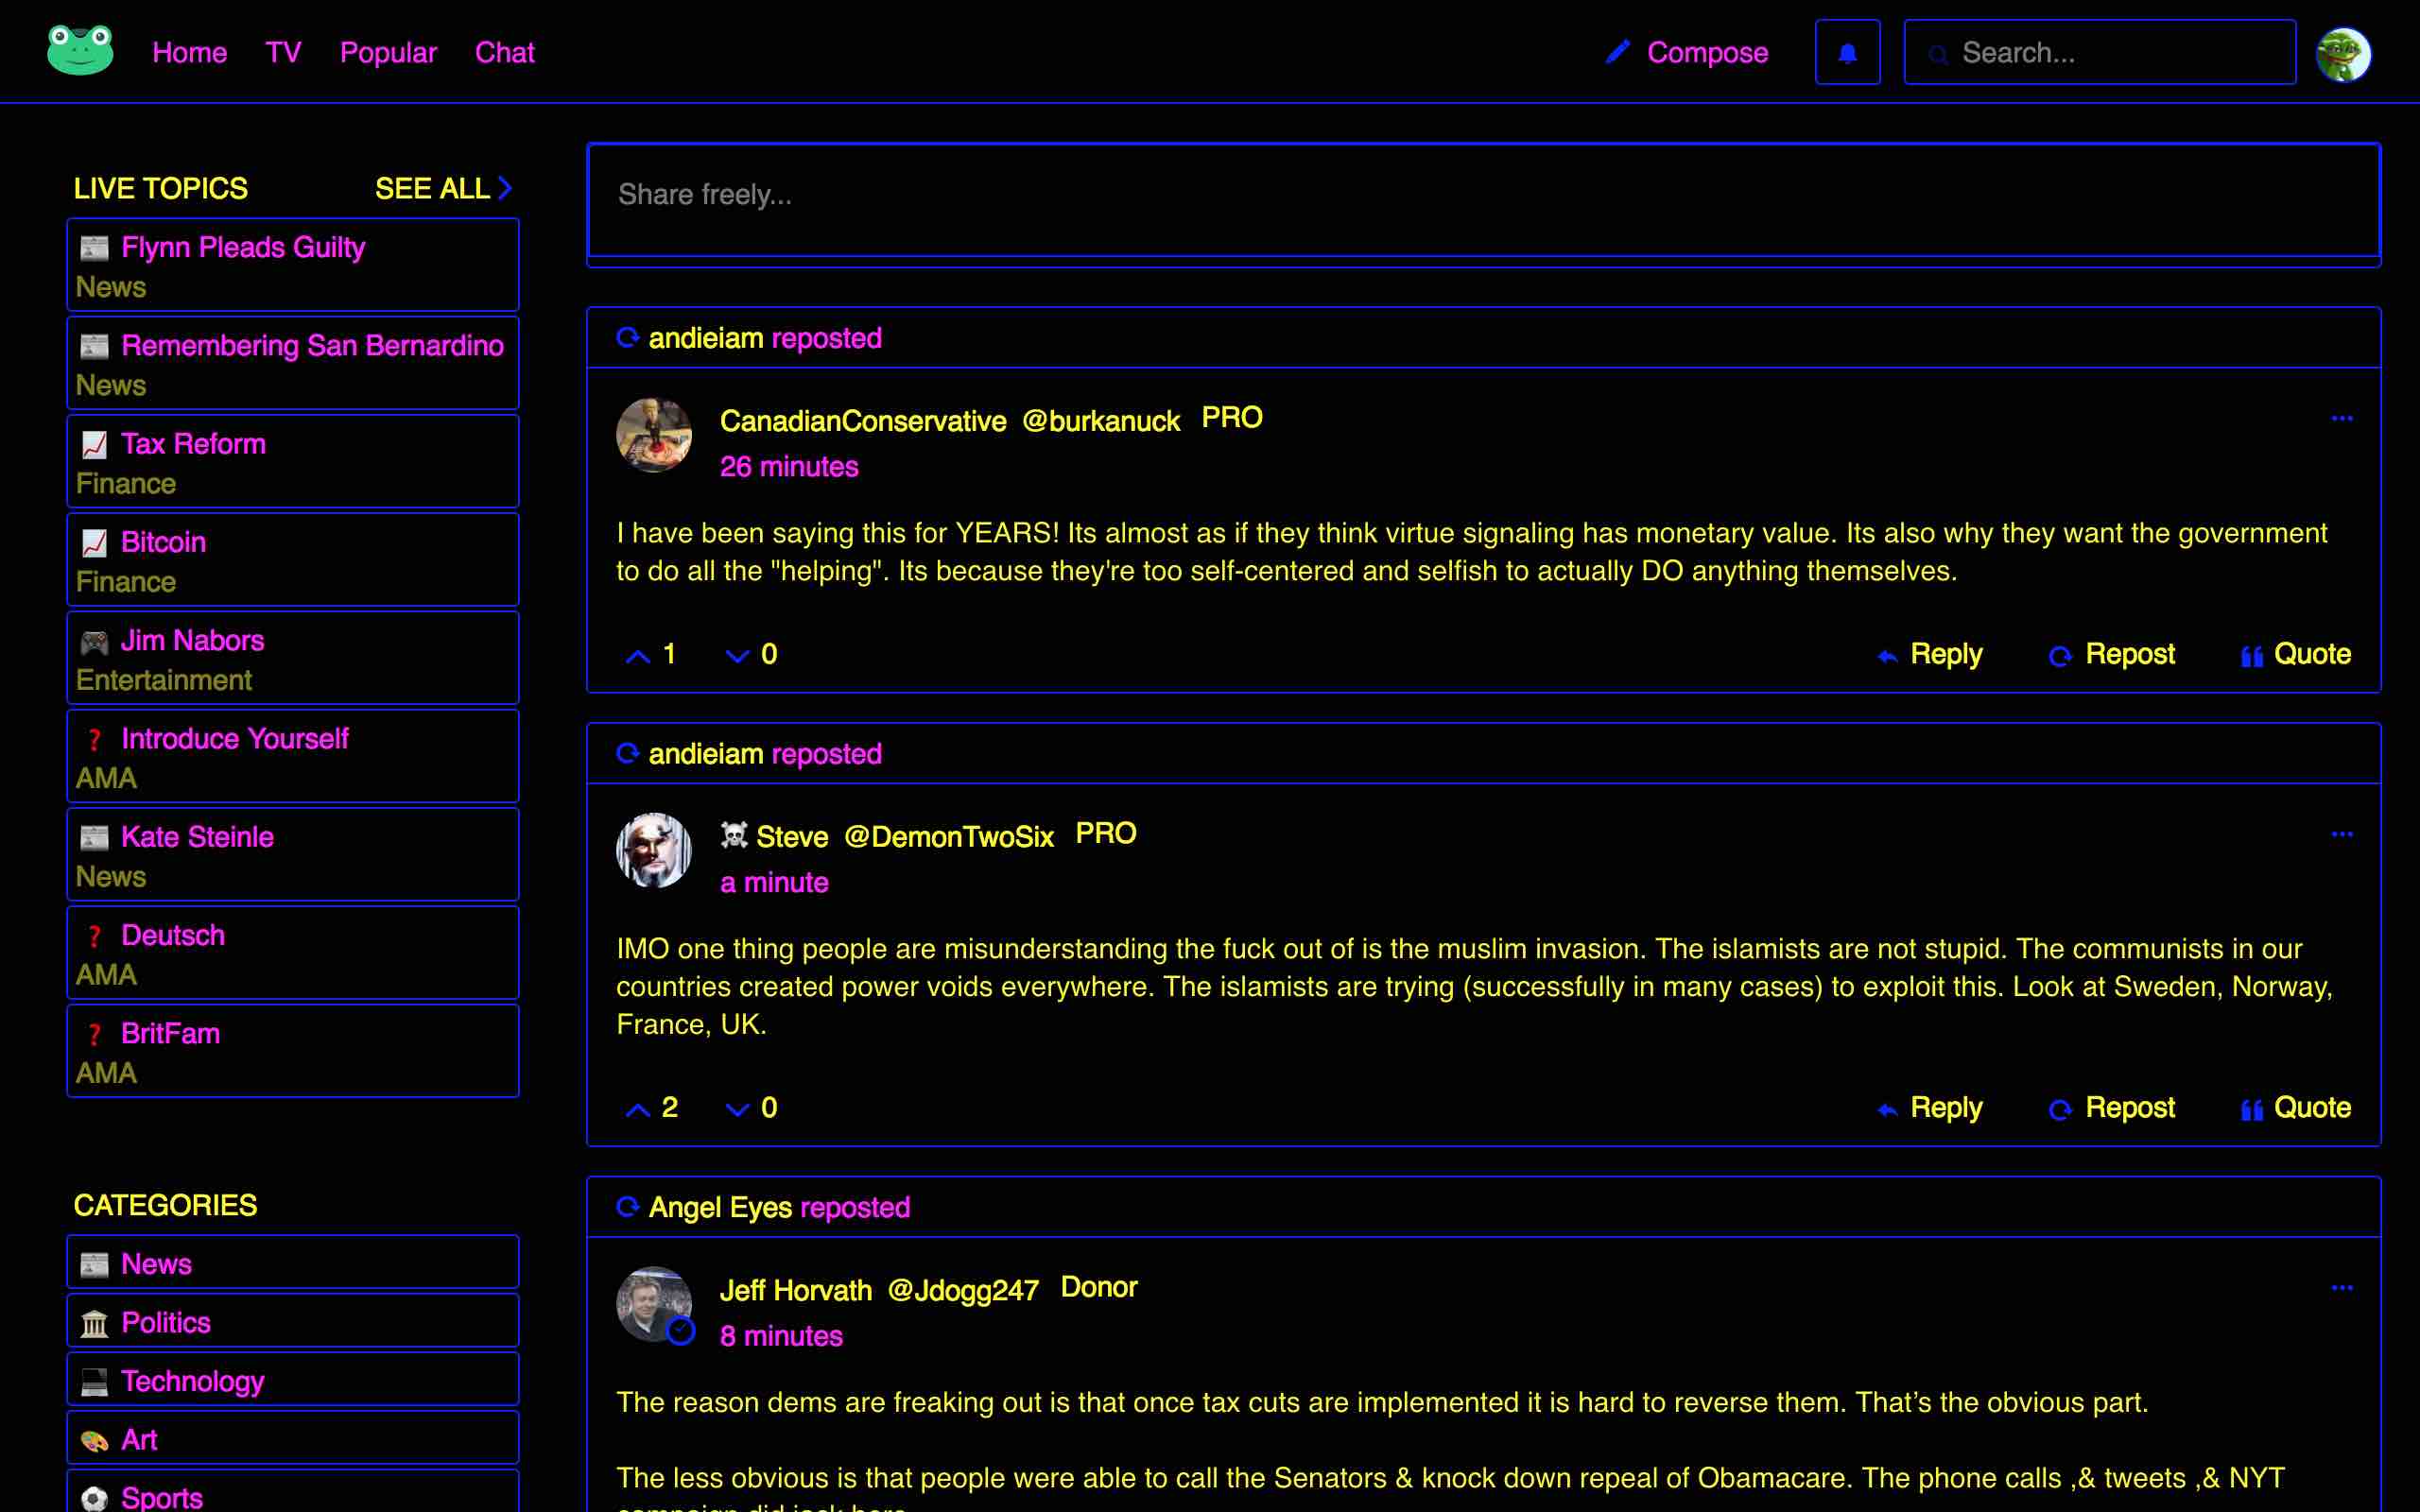 Home TV Popular Chat Compose Search...
LIVE TOPICS SEE ALL
Flynn Pleads Guilty
News
Remembering San Bernardino
News
Tax Reform
Finance
Bitcoin
Finance
Jim Nabors
Entertainment
Introduce Yourself
AMA
Kate Steinle
News
Deutsch
AMA
BritFam
AMA
CATEGORIES
News
Politics
Technology
Art
Sports
Share freely...
andieiam reposted
CanadianConservative @burkanuck PRO
26 minutes
I have been saying this for YEARS! Its almost as if they think virtue signaling has monetary value. Its also why they want the government
to do all the "helping". Its because they're too self-centered and selfish to actually DO anything themselves.
1 0 Reply Repost Quote
andieiam reposted
☠️ Steve @DemonTwoSix PRO
a minute
IMO one thing people are misunderstanding the fuck out of is the muslim invasion. The islamists are not stupid. The communists in our
countries created power voids everywhere. The islamists are trying (successfully in many cases) to exploit this. Look at Sweden, Norway,
France, UK.
2 0 Reply Repost Quote
Angel Eyes reposted
Jeff Horvath @Jdogg247 Donor
8 minutes
The reason dems are freaking out is that once tax cuts are implemented it is hard to reverse them. That’s the obvious part.
The less obvious is that people were able to call the Senators & knock down repeal of Obamacare. The phone calls ,& tweets ,& NYT